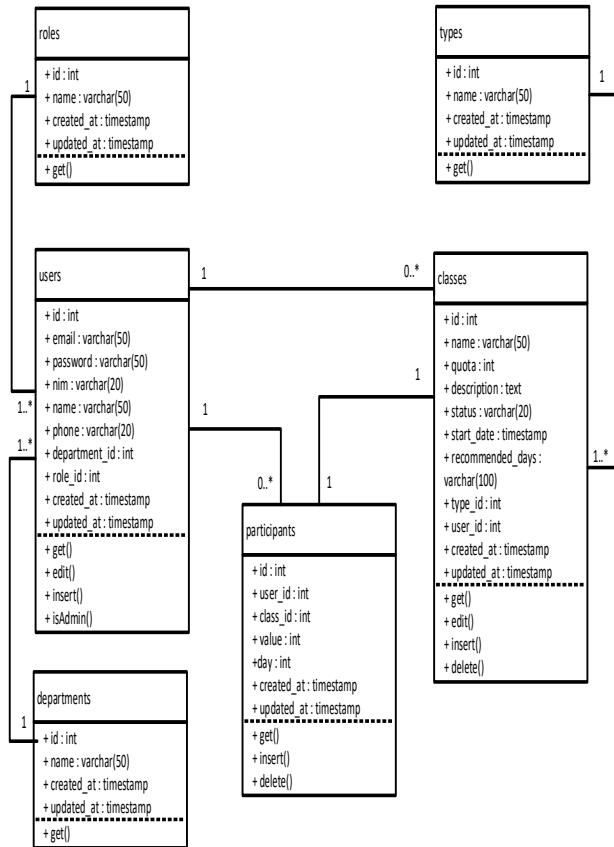 roles
+ id : int
+ name : varchar(50)
+ created_at : timestamp
+ updated_at : timestamp
+ get()
1
types
+ id : int
+ name : varchar(50)
+ created_at : timestamp
+ updated_at : timestamp
+ get()
1
users
+ id : int
+ email : varchar(50)
+ password : varchar(50)
+ nim : varchar(20)
+ name : varchar(50)
+ phone : varchar(20)
+ department_id : int
+ role_id : int
+ created_at : timestamp
+ updated_at : timestamp
+ get()
+ edit()
+ insert()
+ isAdmin()
1..*
1..*
1
0..*
1
0..*
classes
+ id : int
+ name : varchar(50)
+ quota : int
+ description : text
+ status : varchar(20)
+ start_date : timestamp
+ recommended_days :
varchar(100)
+ type_id : int
+ user_id : int
+ created_at : timestamp
+ updated_at : timestamp
+ get()
+ edit()
+ insert()
+ delete()
1
1..*
1
participants
+ id : int
+ user_id : int
+ class_id : int
+ value : int
+day : int
+ created_at : timestamp
+ updated_at : timestamp
+ get()
+ insert()
+ delete()
departments
+ id : int
+ name : varchar(50)
+ created_at : timestamp
+ updated_at : timestamp
+ get()
1